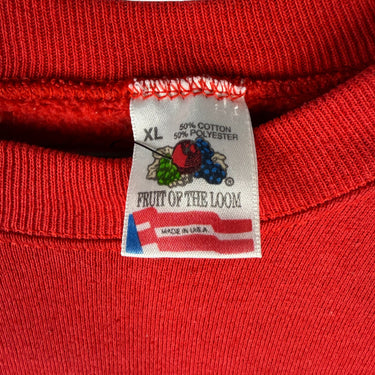 XL
50% COTTON
50% POLYESTER
®
FRUIT OF THE LOOM
MADE IN U.S.A.